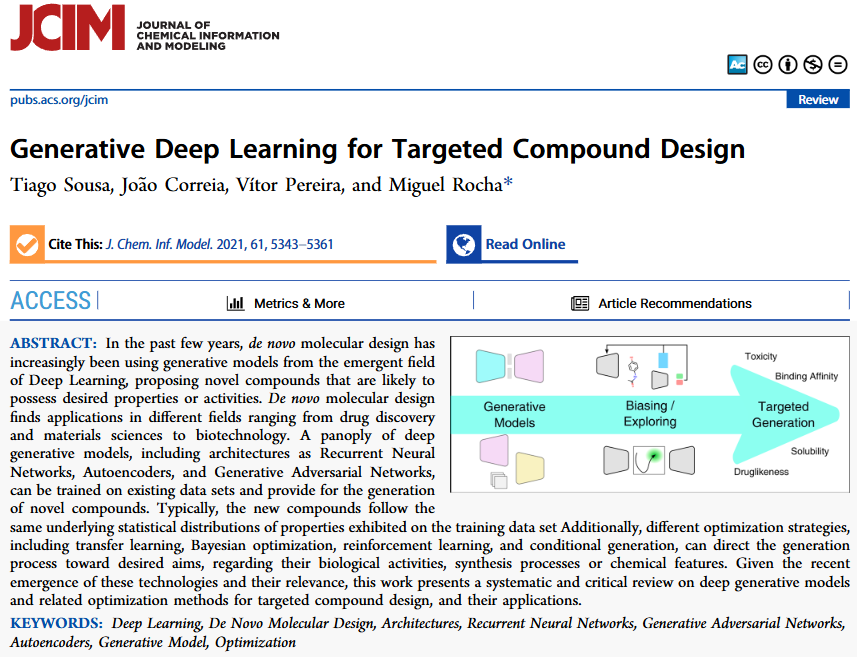 JCIM
JOURNAL OF
CHEMICAL INFORMATION
AND MODELING
pubs.acs.org/jcim
Review
Generative Deep Learning for Targeted Compound Design
Tiago Sousa, João Correia, Vítor Pereira, and Miguel Rocha*
Cite This: J. Chem. Inf. Model. 2021, 61, 5343−5361
Read Online
ACCESS
Metrics & More
Article Recommendations
ABSTRACT: In the past few years, de novo molecular design has
increasingly been using generative models from the emergent field
of Deep Learning, proposing novel compounds that are likely to
possess desired properties or activities. De novo molecular design
finds applications in different fields ranging from drug discovery
and materials sciences to biotechnology. A panoply of deep
generative models, including architectures as Recurrent Neural
Networks, Autoencoders, and Generative Adversarial Networks,
can be trained on existing data sets and provide for the generation
of novel compounds. Typically, the new compounds follow the
same underlying statistical distributions of properties exhibited on the training data set Additionally, different optimization strategies,
including transfer learning, Bayesian optimization, reinforcement learning, and conditional generation, can direct the generation
process toward desired aims, regarding their biological activities, synthesis processes or chemical features. Given the recent
emergence of these technologies and their relevance, this work presents a systematic and critical review on deep generative models
and related optimization methods for targeted compound design, and their applications.
Generative
Models
Biasing /
Exploring
Toxicity
Binding Affinity
Targeted
Generation
Solubility
Druglikeness
KEYWORDS: Deep Learning, De Novo Molecular Design, Architectures, Recurrent Neural Networks, Generative Adversarial Networks,
Autoencoders, Generative Model, Optimization